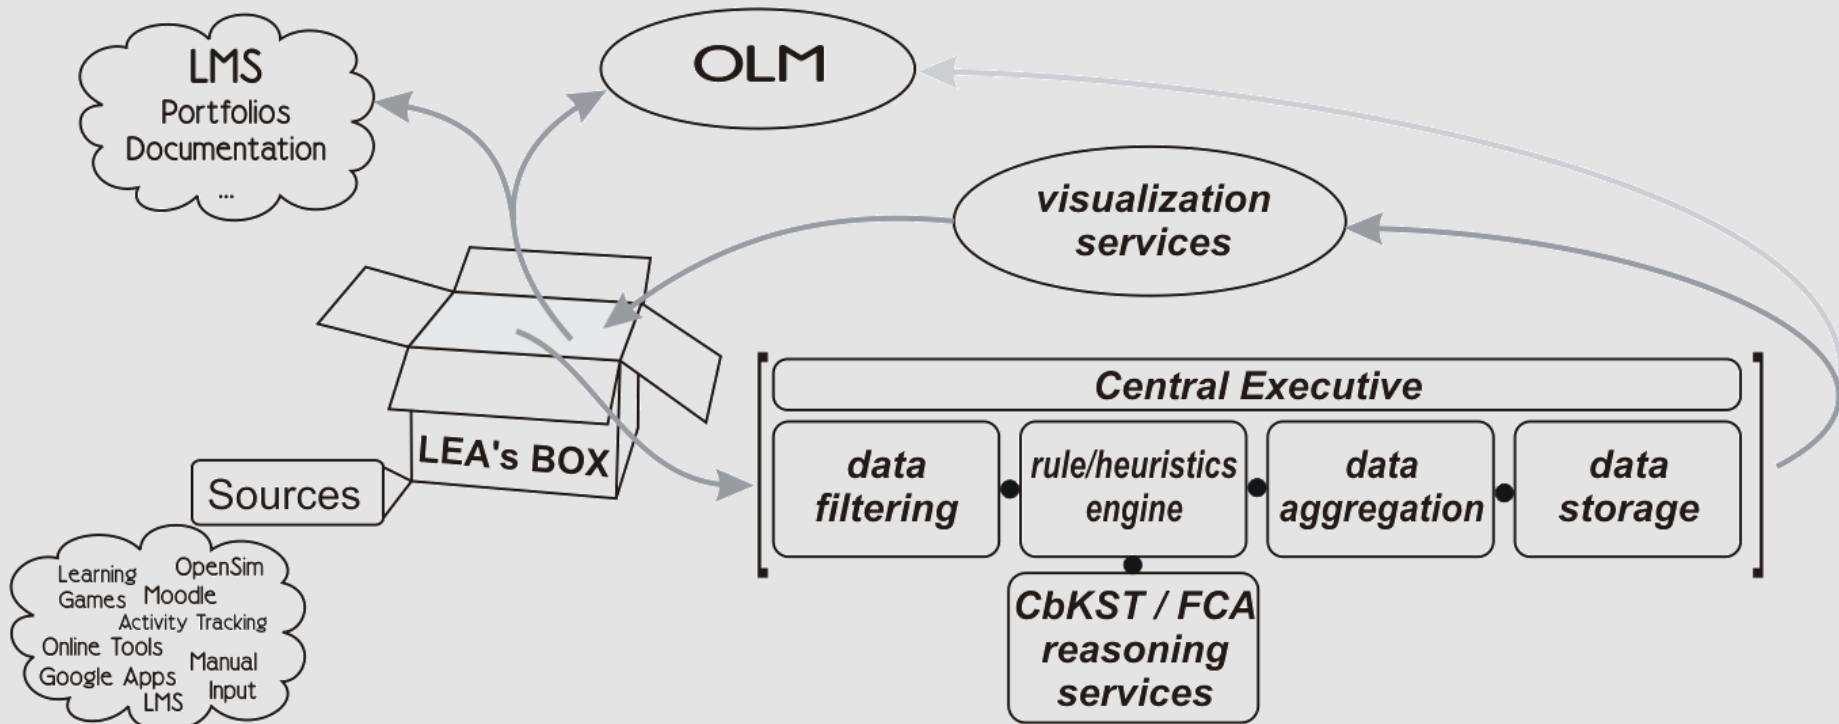 LMS
Portfolios
Documentation
...
OLM
visualization
services
LEA's BOX
Sources
Learning
Games
OpenSim
Moodle
Activity Tracking
Online Tools
Google Apps
Manual
Input
LMS
Central Executive
data
filtering
rule/heuristics
engine
data
aggregation
data
storage
CbKST / FCA
reasoning
services